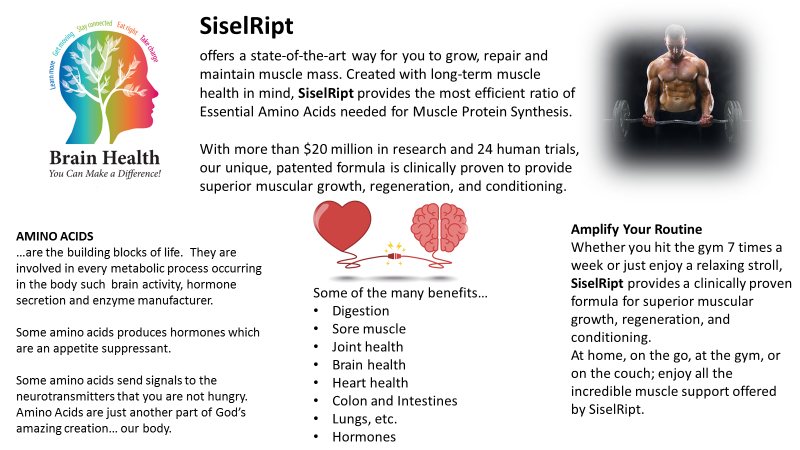 Learn more Get moving Stay connected Eat right Take charge
Brain Health
You Can Make a Difference!
SiselRipt
offers a state-of-the-art way for you to grow, repair and
maintain muscle mass. Created with long-term muscle
health in mind, SiselRipt provides the most efficient ratio of
Essential Amino Acids needed for Muscle Protein Synthesis.
With more than $20 million in research and 24 human trials,
our unique, patented formula is clinically proven to provide
superior muscular growth, regeneration, and conditioning.
AMINO ACIDS
…are the building blocks of life. They are
involved in every metabolic process occurring
in the body such brain activity, hormone
secretion and enzyme manufacturer.
Some amino acids produces hormones which
are an appetite suppressant.
Some amino acids send signals to the
neurotransmitters that you are not hungry.
Amino Acids are just another part of God's
amazing creation… our body.
Some of the many benefits…
• Digestion
• Sore muscle
• Joint health
• Brain health
• Heart health
• Colon and Intestines
• Lungs, etc.
• Hormones
Amplify Your Routine
Whether you hit the gym 7 times a
week or just enjoy a relaxing stroll,
SiselRipt provides a clinically proven
formula for superior muscular
growth, regeneration, and
conditioning.
At home, on the go, at the gym, or
on the couch; enjoy all the
incredible muscle support offered
by SiselRipt.